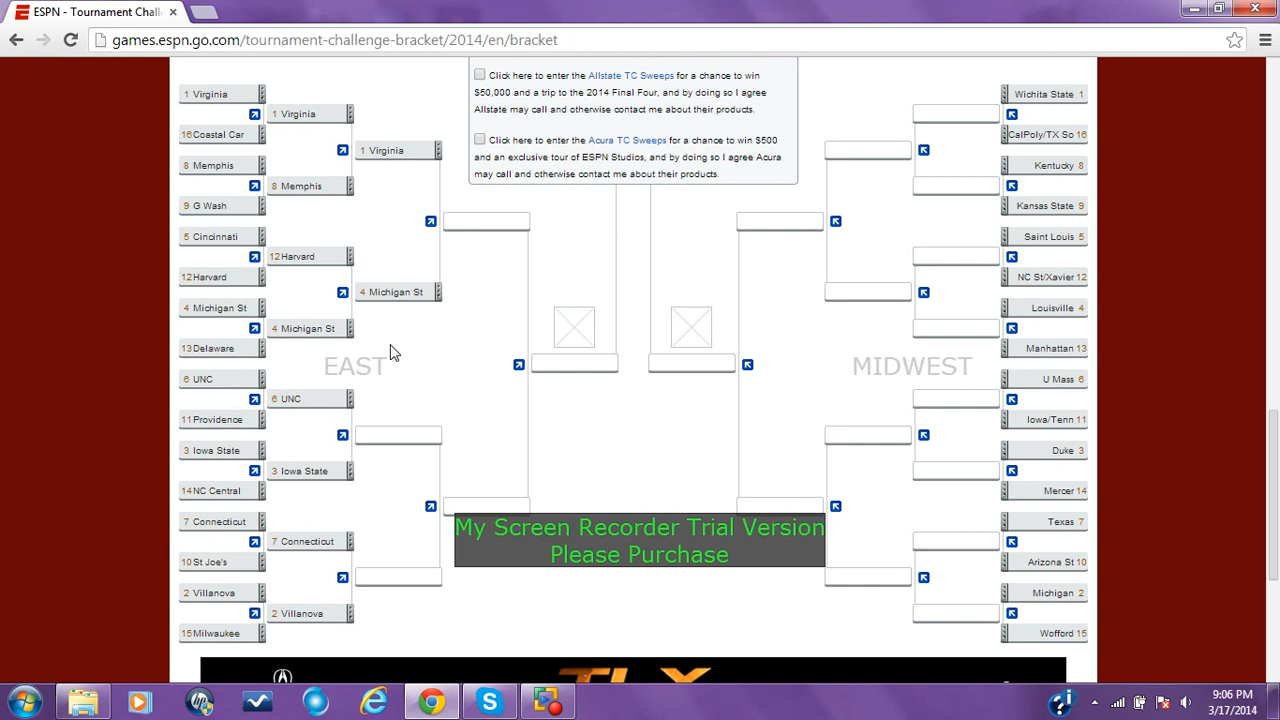 ESPN - Tournament Chall
games.espn.go.com/tournament-challenge-bracket/2014/en/bracket
Click here to enter the Allstate TC Sweeps for a chance to win
$50,000 and a trip to the 2014 Final Four, and by doing so I agree
Allstate may call and otherwise contact me about their products.
Click here to enter the Acura TC Sweeps for a chance to win $500
and an exclusive tour of ESPN Studios, and by doing so I agree Acura
may call and otherwise contact me about their products.
1 Virginia
16 Coastal Car
8 Memphis
9 G Wash
5 Cincinnati
12 Harvard
4 Michigan St
13 Delaware
6 UNC
11 Providence
3 Iowa State
14 NC Central
7 Connecticut
10 St Joe's
2 Villanova
15 Milwaukee
1 Virginia
8 Memphis
12 Harvard
4 Michigan St
6 UNC
3 Iowa State
7 Connecticut
2 Villanova
1 Virginia
4 Michigan St
EAST
MIDWEST
Wichita State 1
CalPoly/TX So 16
Kentucky 8
Kansas State 9
Saint Louis 5
NC St/Xavier 12
Louisville 4
Manhattan 13
U Mass 6
Iowa/Tenn 11
Duke 3
Mercer 14
Texas 7
Arizona St 10
Michigan 2
Wofford 15
My Screen Recorder Trial Version
Please Purchase
9:06 PM
3/17/2014